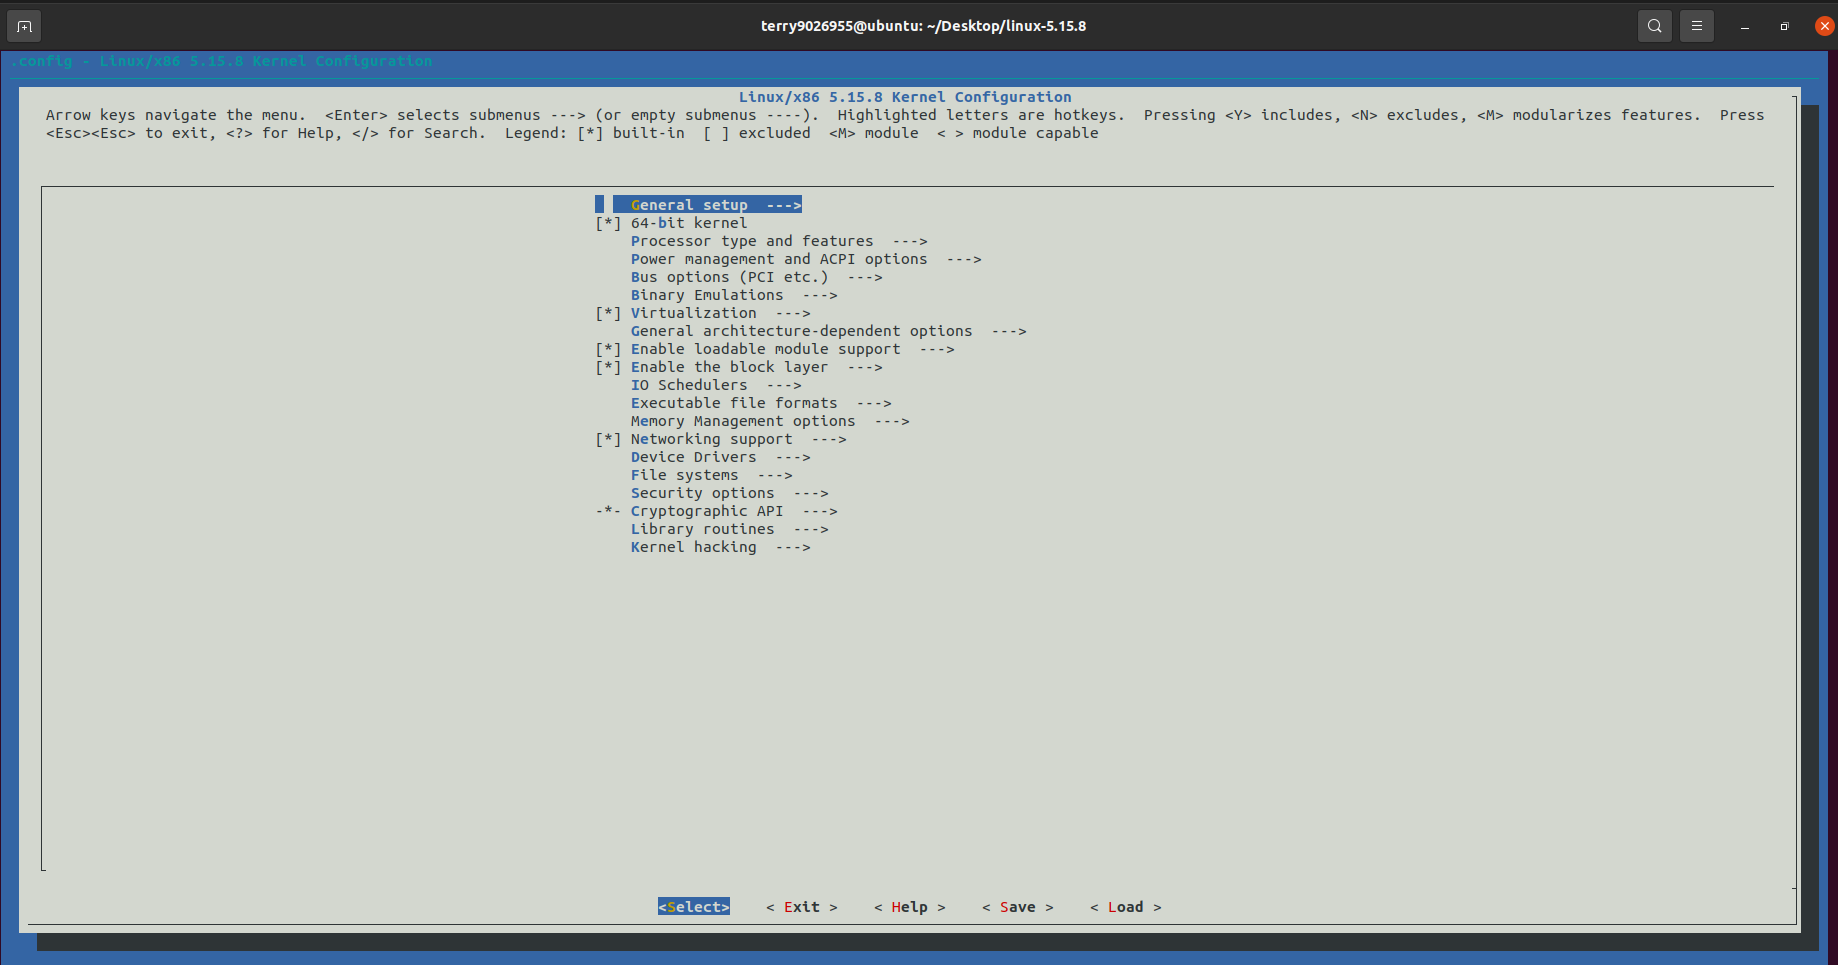 terry9026955@ubuntu: ~/Desktop/linux-5.15.8
.config - Linux/x86 5.15.8 Kernel Configuration
Linux/x86 5.15.8 Kernel Configuration
Arrow keys navigate the menu.  <Enter> selects submenus ---> (or empty submenus ----).  Highlighted letters are hotkeys.  Pressing <Y> includes, <N> excludes, <M> modularizes features.  Press
<Esc><Esc> to exit, <?> for Help, </> for Search.  Legend: [*] built-in  [ ] excluded  <M> module  < > module capable
General setup  --->
[*] 64-bit kernel
Processor type and features  --->
Power management and ACPI options  --->
Bus options (PCI etc.)  --->
Binary Emulations  --->
[*] Virtualization  --->
General architecture-dependent options  --->
[*] Enable loadable module support  --->
[*] Enable the block layer  --->
IO Schedulers  --->
Executable file formats  --->
Memory Management options  --->
[*] Networking support  --->
Device Drivers  --->
File systems  --->
Security options  --->
-*- Cryptographic API  --->
Library routines  --->
Kernel hacking  --->
<Select>    < Exit >    < Help >    < Save >    < Load >